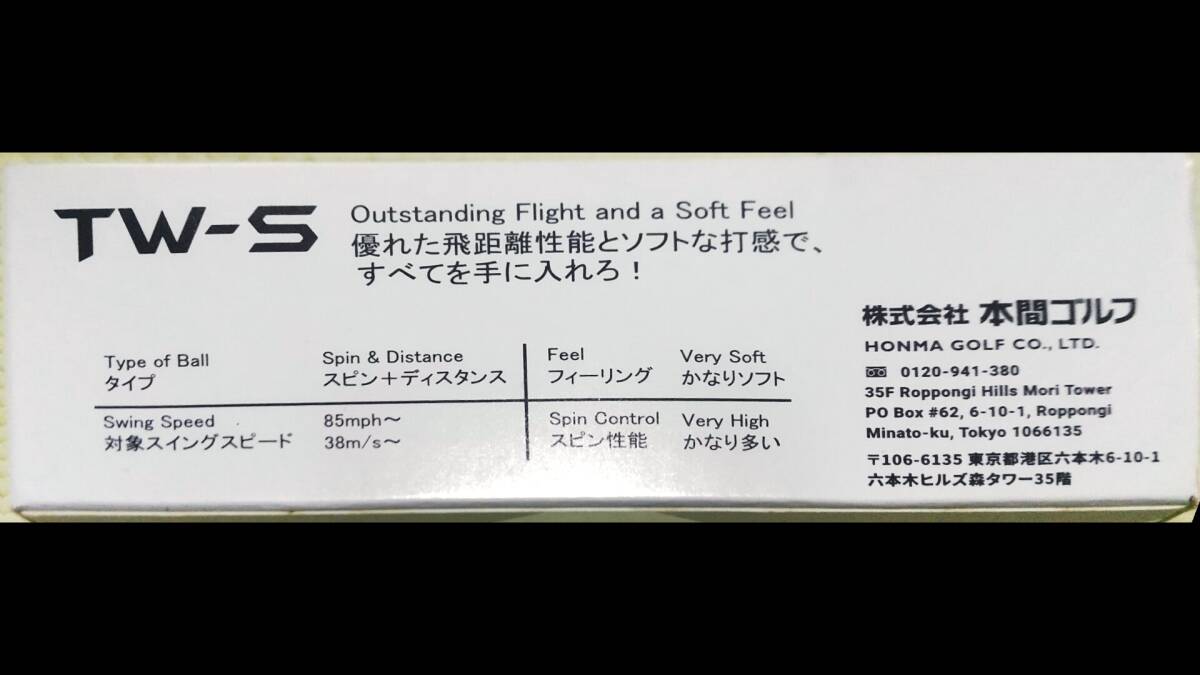 TW-S
Outstanding Flight and a Soft Feel
優れた飛距離性能とソフトな打感で、
すべてを手に入れろ！
Type of Ball Spin & Distance Feel Very Soft
タイプ スピン＋ディスタンス フィーリング かなりソフト
Swing Speed 85mph～ Spin Control Very High
対象スイングスピード 38m/s～ スピン性能 かなり多い
株式会社 本間ゴルフ
HONMA GOLF CO., LTD.
0120-941-380
35F Roppongi Hills Mori Tower
PO Box #62, 6-10-1, Roppongi
Minato-ku, Tokyo 1066135
〒106-6135 東京都港区六本木6-10-1
六本木ヒルズ森タワー35階